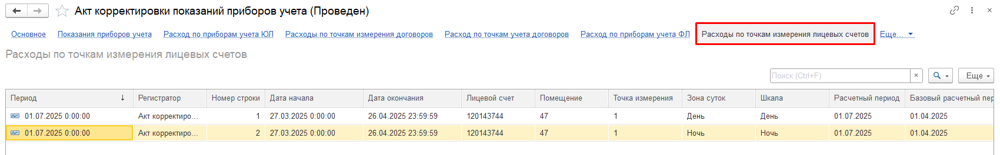 Акт корректировки показаний приборов учета (Проведен)
Основное Показания приборов учета Расход по приборам учета ЮЛ Расходы по точкам измерения договоров Расход по точкам учета договоров Расход по приборам учета ФЛ Расходы по точкам измерения лицевых счетов Еще...
Расходы по точкам измерения лицевых счетов
Поиск (Ctrl+F) × Еще
Период ↓ Регистратор Номер строки Дата начала Дата окончания Лицевой счет Помещение Точка измерения Зона суток Шкала Расчетный период Базовый расчетный пер
01.07.2025 0:00:00 Акт корректиро... 1 27.03.2025 0:00:00 26.04.2025 23:59:59 120143744 47 1 День День 01.07.2025 01.04.2025
01.07.2025 0:00:00 Акт корректиро... 2 27.03.2025 0:00:00 26.04.2025 23:59:59 120143744 47 1 Ночь Ночь 01.07.2025 01.04.2025